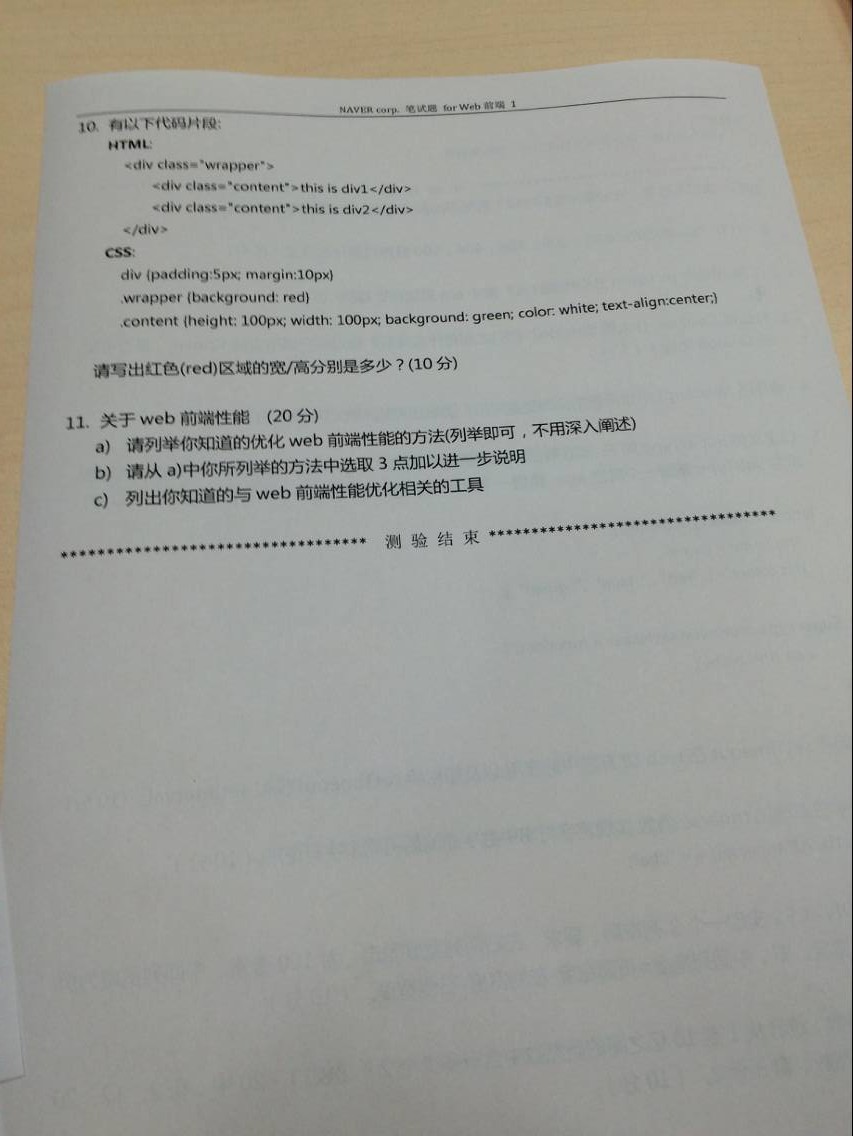 NAVER corp. 笔试题 for Web 前端 1
10. 有以下代码片段:
HTML:
<div class="wrapper">
<div class="content">this is div1</div>
<div class="content">this is div2</div>
</div>
CSS:
div {padding:5px; margin:10px}
.wrapper {background: red}
.content {height: 100px; width: 100px; background: green; color: white; text-align:center;}
请写出红色(red)区域的宽/高分别是多少？(10 分)
11. 关于 web 前端性能 (20 分)
a) 请列举你知道的优化 web 前端性能的方法(列举即可，不用深入阐述)
b) 请从 a)中你所列举的方法中选取 3 点加以进一步说明
c) 列出你知道的与 web 前端性能优化相关的工具
********************************* 测 验 结 束 *********************************